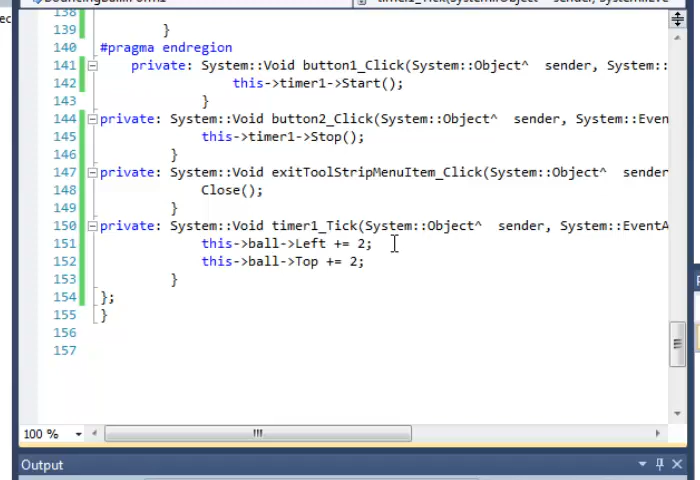 138
139 }
140 #pragma endregion
141 private: System::Void button1_Click(System::Object^ sender, System::
142 this->timer1->Start();
143 }
144 private: System::Void button2_Click(System::Object^ sender, System::Even
145 this->timer1->Stop();
146 }
147 private: System::Void exitToolStripMenuItem_Click(System::Object^ sender
148 Close();
149 }
150 private: System::Void timer1_Tick(System::Object^ sender, System::EventA
151 this->ball->Left += 2;
152 this->ball->Top += 2;
153 }
154 };
155 }
156
157
100 %
Output